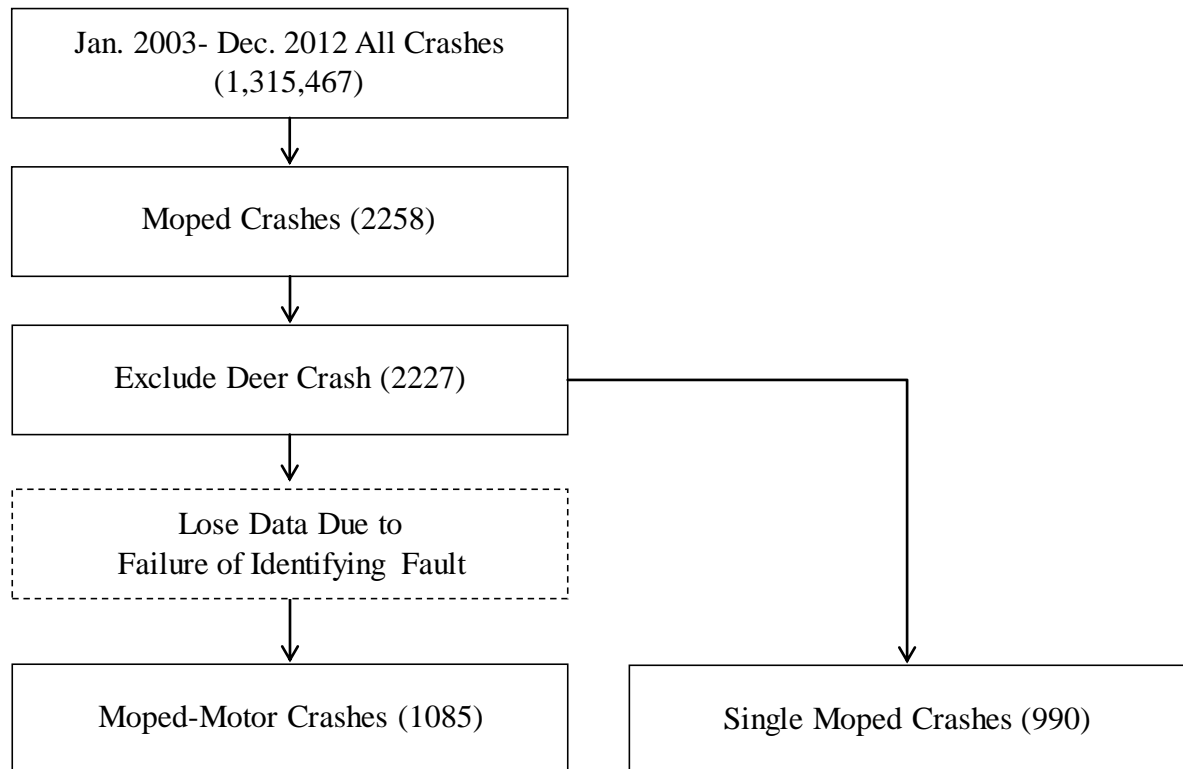 Jan. 2003- Dec. 2012 All Crashes
(1,315,467)
Moped Crashes (2258)
Exclude Deer Crash (2227)
Lose Data Due to
Failure of Identifying Fault
Moped-Motor Crashes (1085)
Single Moped Crashes (990)